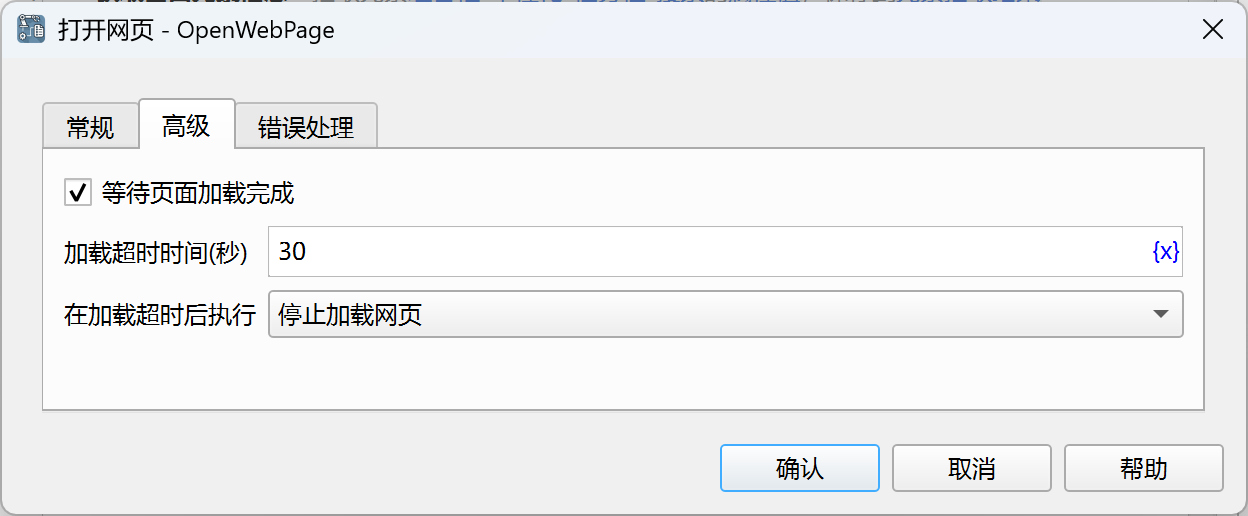 打开网页 - OpenWebPage
常规 高级 错误处理
等待页面加载完成
加载超时时间(秒) 30 {x}
在加载超时后执行 停止加载网页
确认 取消 帮助